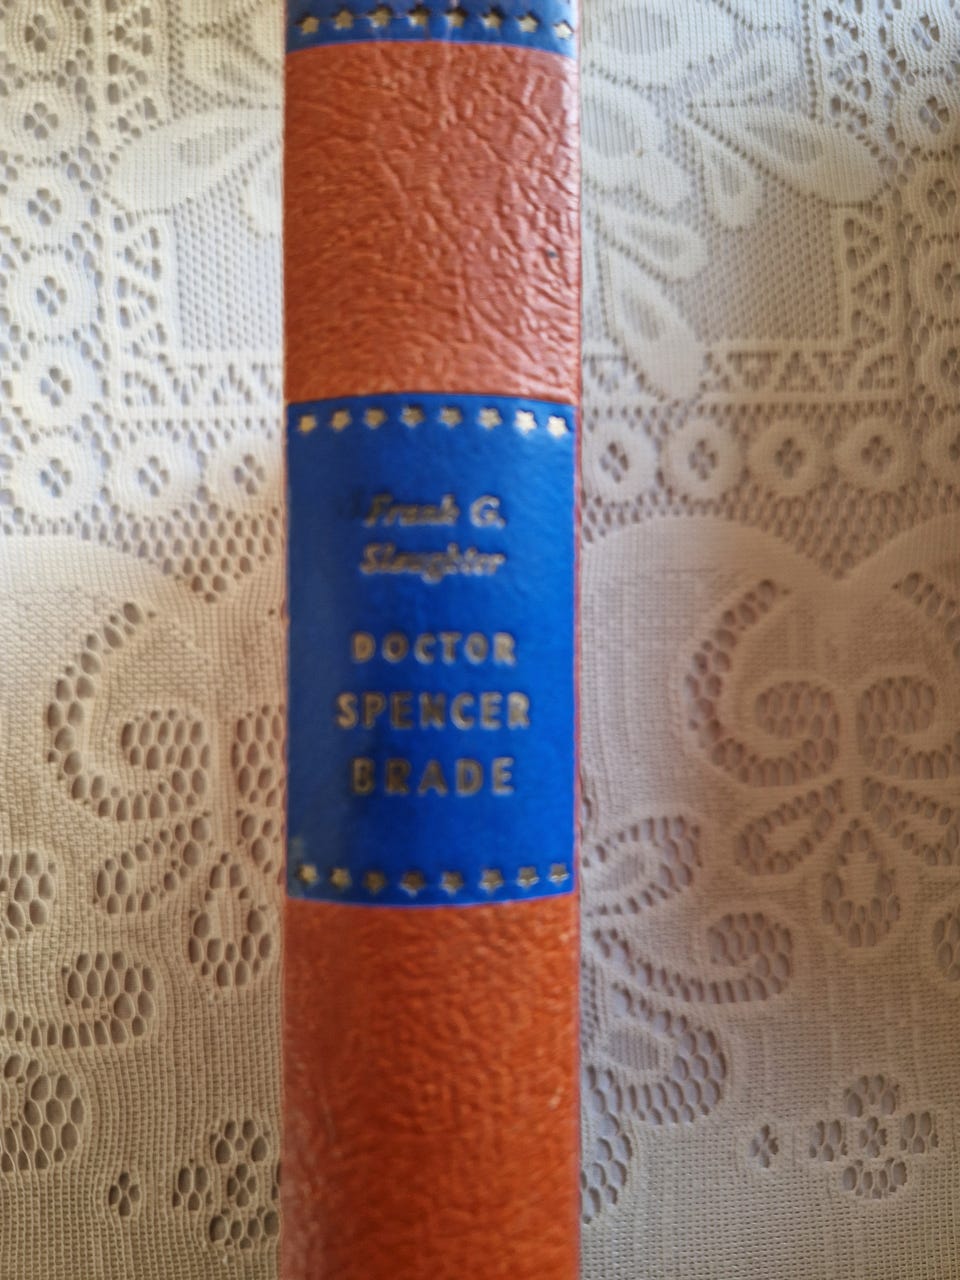 Frank G.
Slaughter
DOCTOR
SPENCER
BRADE